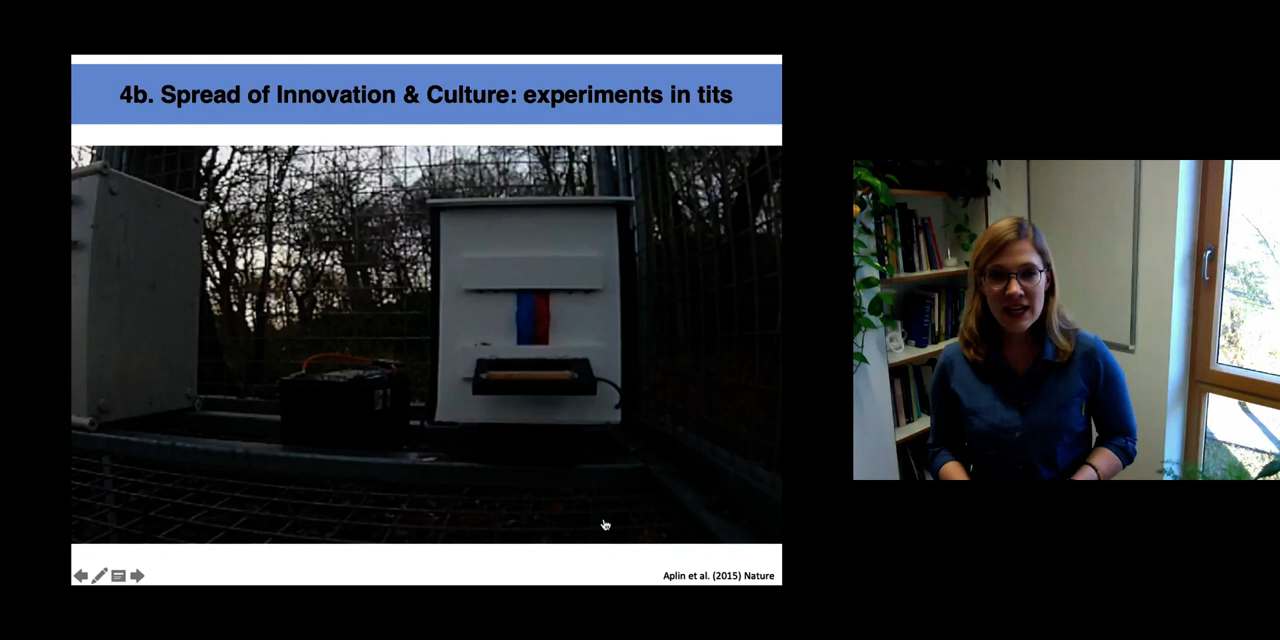 4b. Spread of Innovation & Culture: experiments in tits
Aplin et al. (2015) Nature